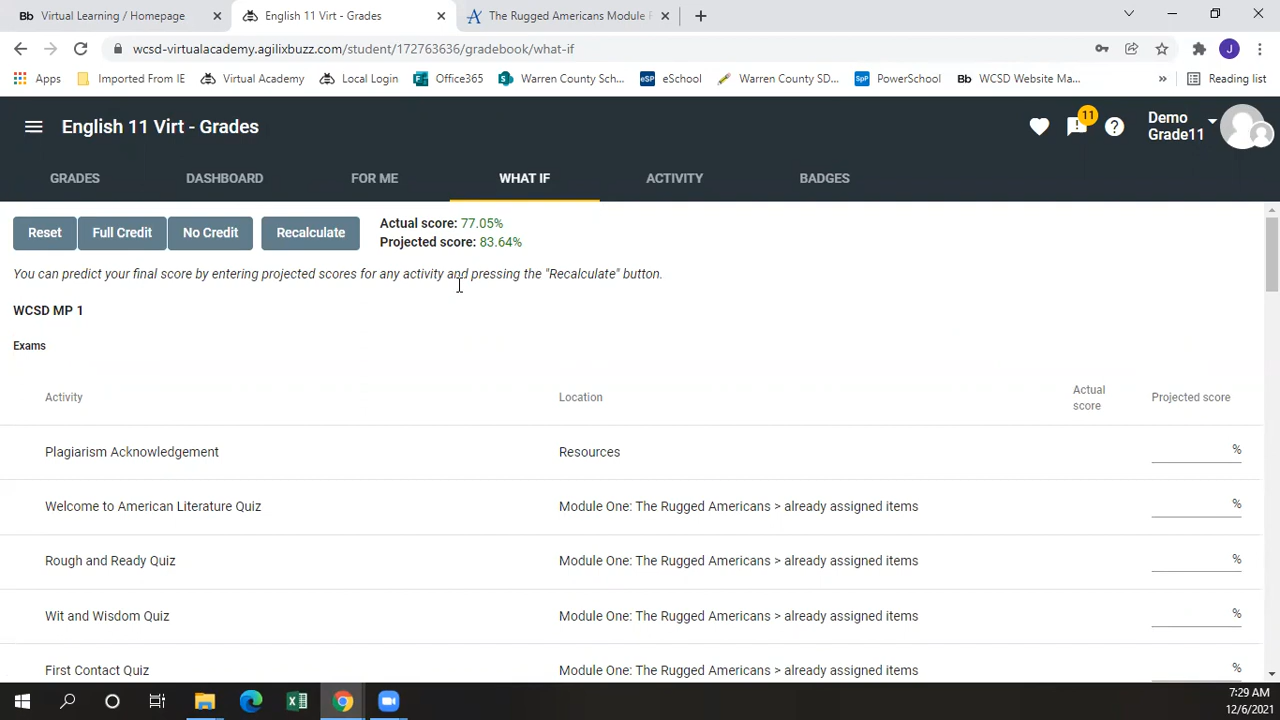 Bb Virtual Learning / Homepage
English 11 Virt - Grades
The Rugged Americans Module
wcsd-virtualacademy.agilixbuzz.com/student/172763636/gradebook/what-if
J
Apps Imported From IE Virtual Academy Local Login Office365 Warren County Sch... eSP eSchool Warren County SD... SpP PowerSchool Bb WCSD Website Ma... » Reading list
English 11 Virt - Grades
11
Demo
Grade11
GRADES DASHBOARD FOR ME WHAT IF ACTIVITY BADGES
Reset Full Credit No Credit Recalculate
Actual score: 77.05%
Projected score: 83.64%
You can predict your final score by entering projected scores for any activity and pressing the "Recalculate" button.
WCSD MP 1
Exams
Activity Location Actual score Projected score
Plagiarism Acknowledgement Resources %
Welcome to American Literature Quiz Module One: The Rugged Americans > already assigned items %
Rough and Ready Quiz Module One: The Rugged Americans > already assigned items %
Wit and Wisdom Quiz Module One: The Rugged Americans > already assigned items %
First Contact Quiz Module One: The Rugged Americans > already assigned items %
7:29 AM
12/6/2021